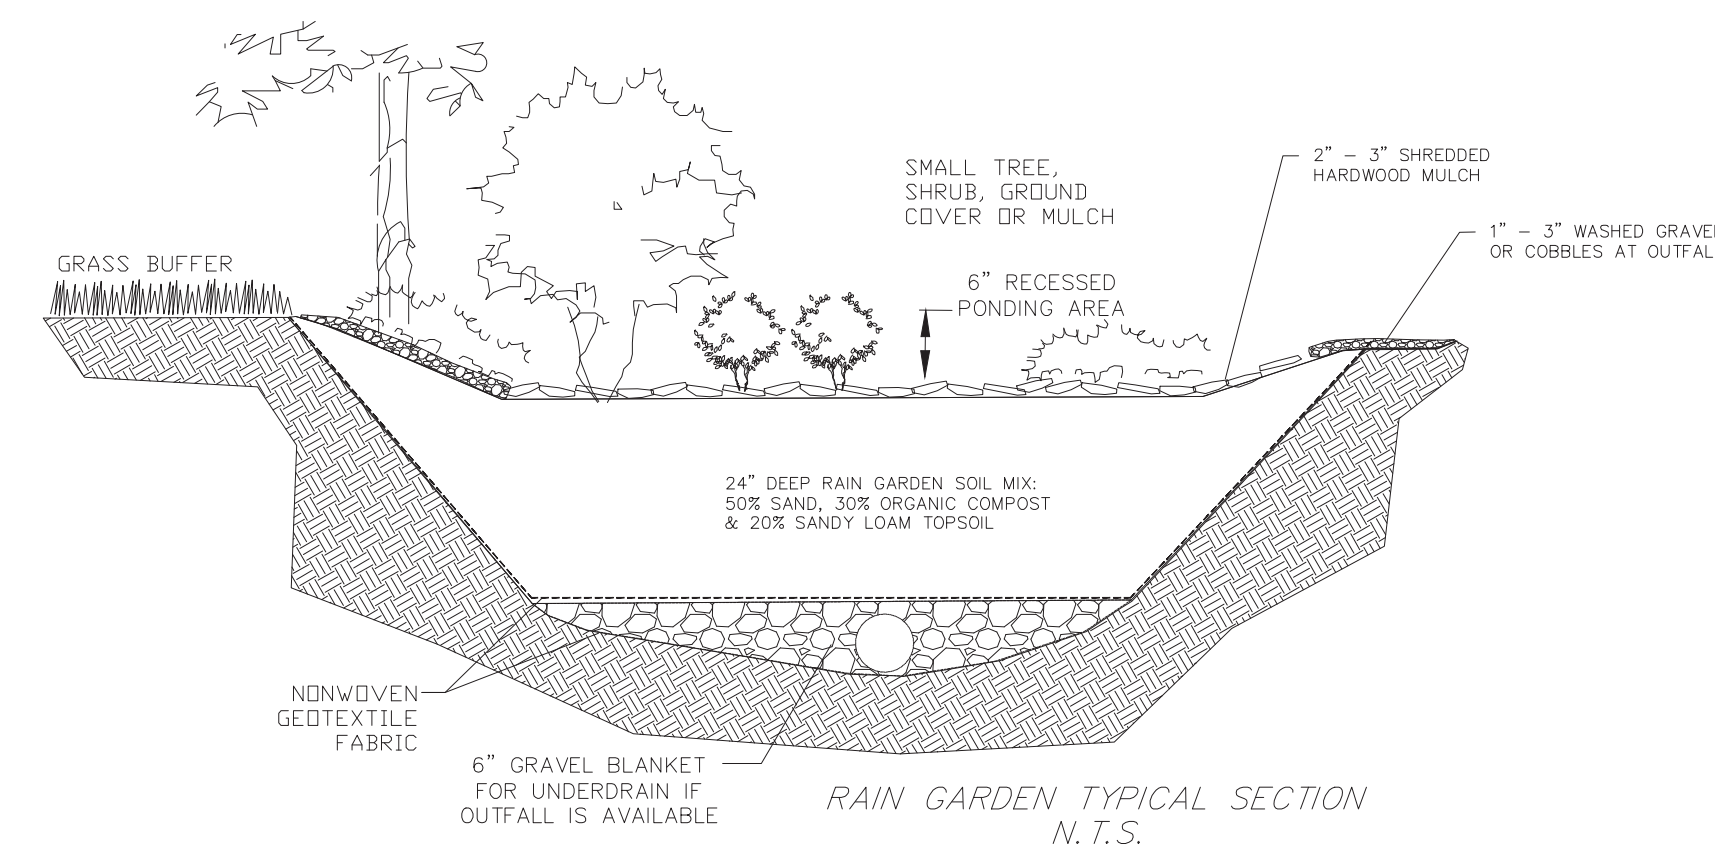 SMALL TREE,
SHRUB, GROUND
COVER OR MULCH
2” – 3” SHREDDED
HARDWOOD MULCH
1” – 3” WASHED GRAVEL
OR COBBLES AT OUTFAL
GRASS BUFFER
6” RECESSED
PONDING AREA
24” DEEP RAIN GARDEN SOIL MIX:
50% SAND, 30% ORGANIC COMPOST
& 20% SANDY LOAM TOPSOIL
NONWOVEN
GEOTEXTILE
FABRIC
6” GRAVEL BLANKET
FOR UNDERDRAIN IF
OUTFALL IS AVAILABLE
RAIN GARDEN TYPICAL SECTION
N.T.S.